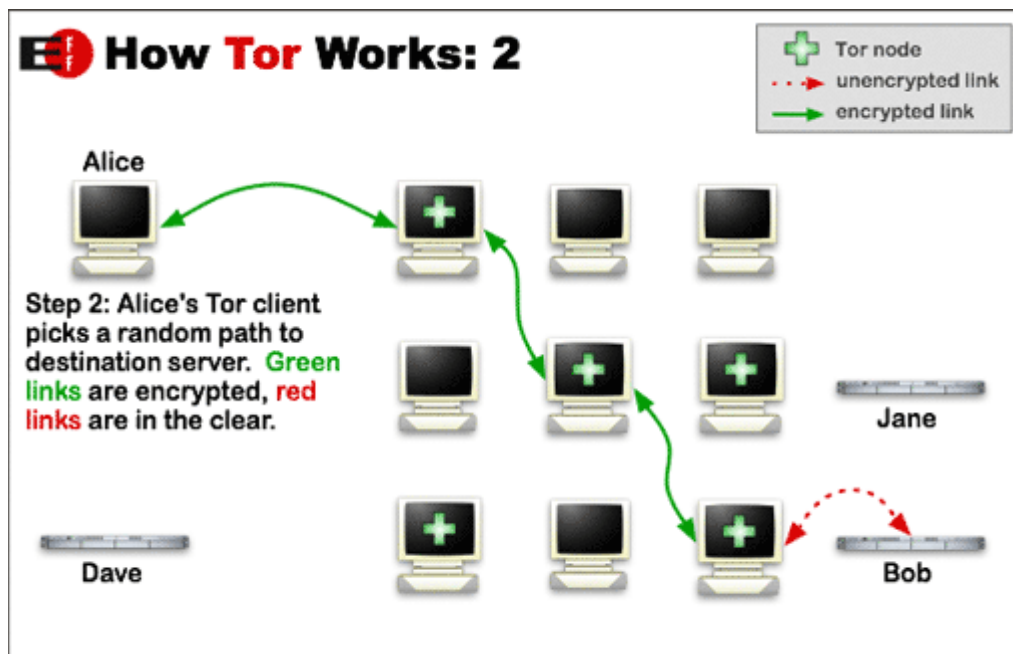 EFF How Tor Works: 2
Tor node
unencrypted link
encrypted link
Alice
Step 2: Alice's Tor client
picks a random path to
destination server. Green
links are encrypted, red
links are in the clear.
Jane
Dave
Bob